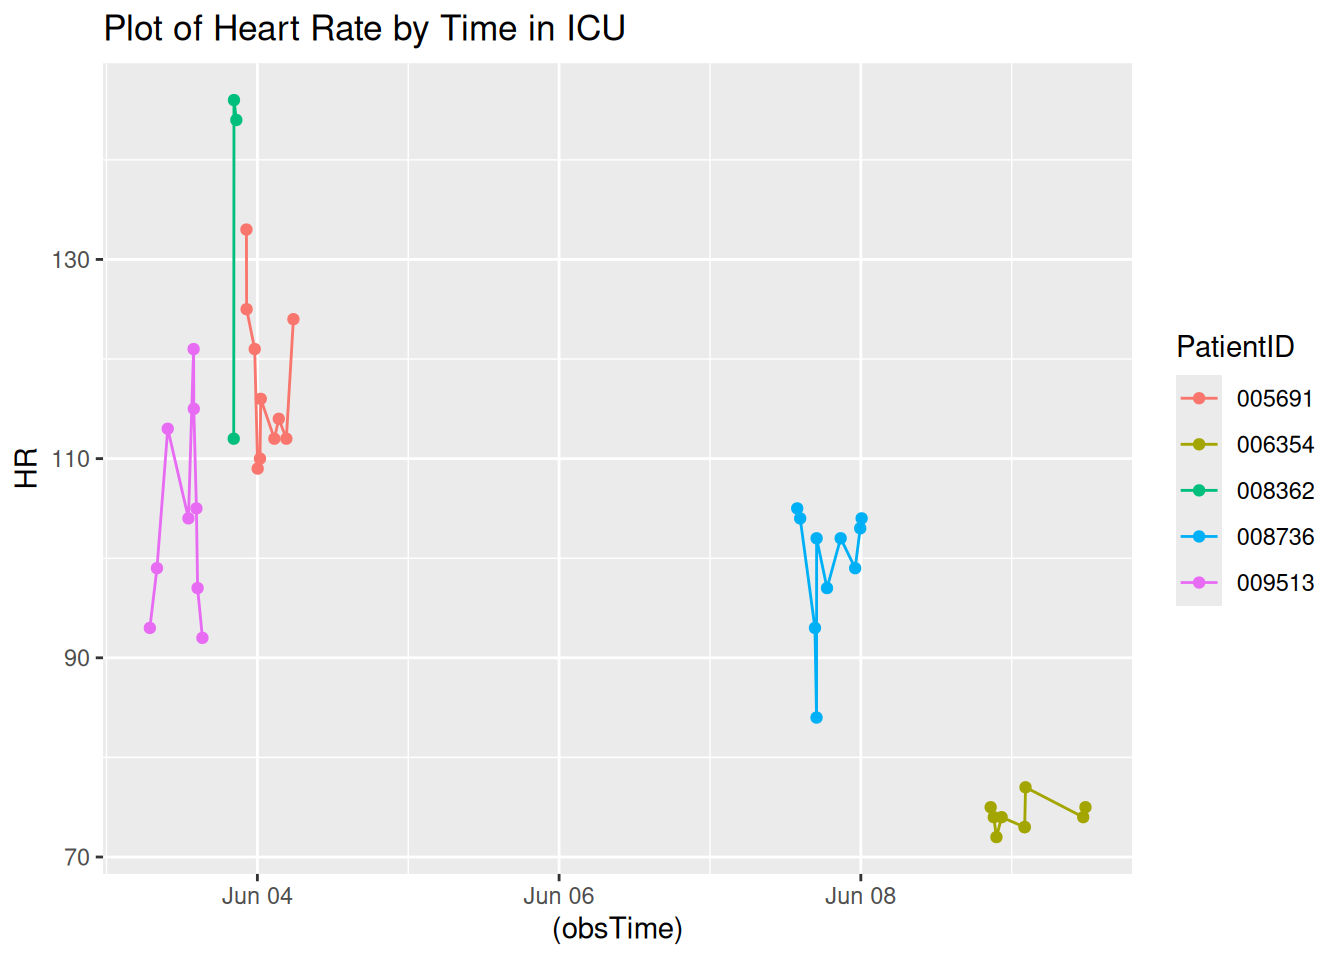 Plot of Heart Rate by Time in ICU
HR
130
110
90
70
Jun 04
Jun 06
Jun 08
(obsTime)
PatientID
005691
006354
008362
008736
009513